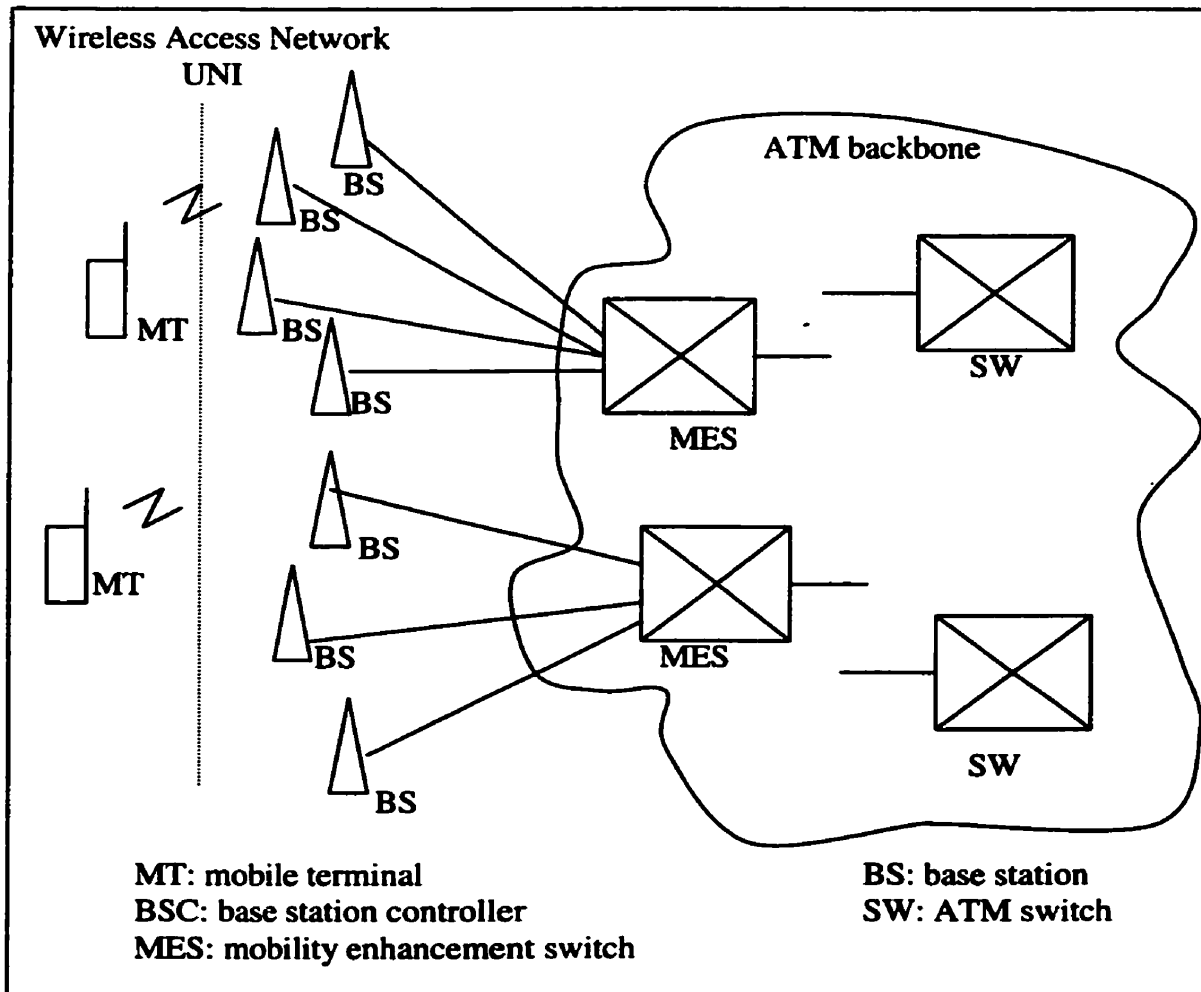 Wireless Access Network
UNI
BS
ATM backbone
BS
MT
BS
SW
BS
MES
BS
MT
BS
MES
SW
BS
MT: mobile terminal
BS: base station
BSC: base station controller
SW: ATM switch
MES: mobility enhancement switch